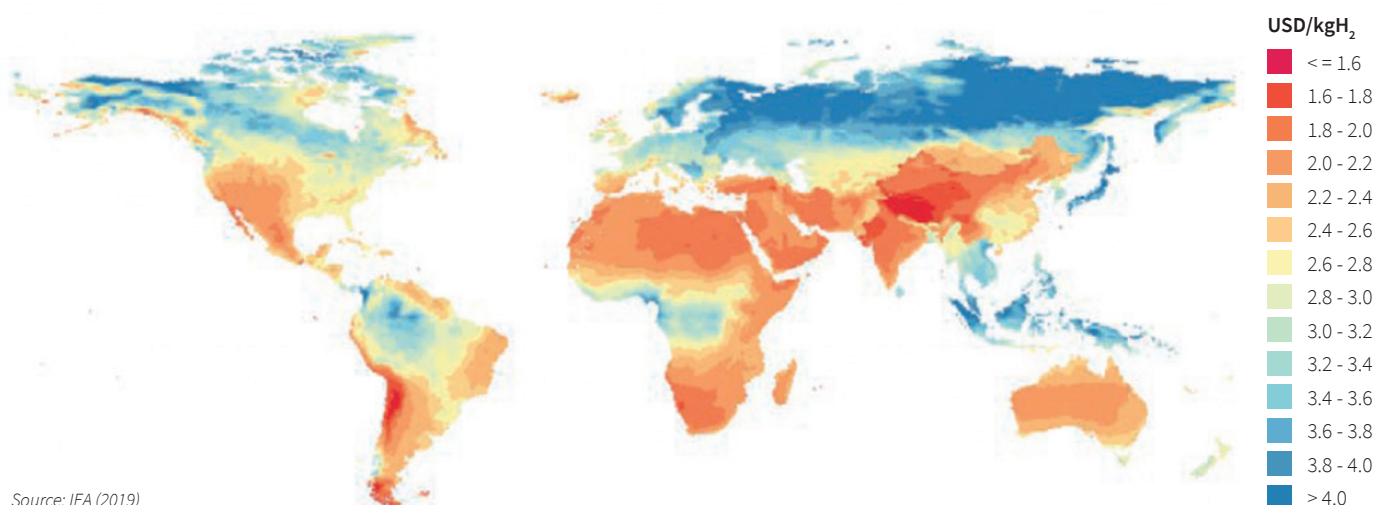 USD/kgH₂
< = 1.6
1.6 - 1.8
1.8 - 2.0
2.0 - 2.2
2.2 - 2.4
2.4 - 2.6
2.6 - 2.8
2.8 - 3.0
3.0 - 3.2
3.2 - 3.4
3.4 - 3.6
3.6 - 3.8
3.8 - 4.0
> 4.0
Source: IEA (2019)